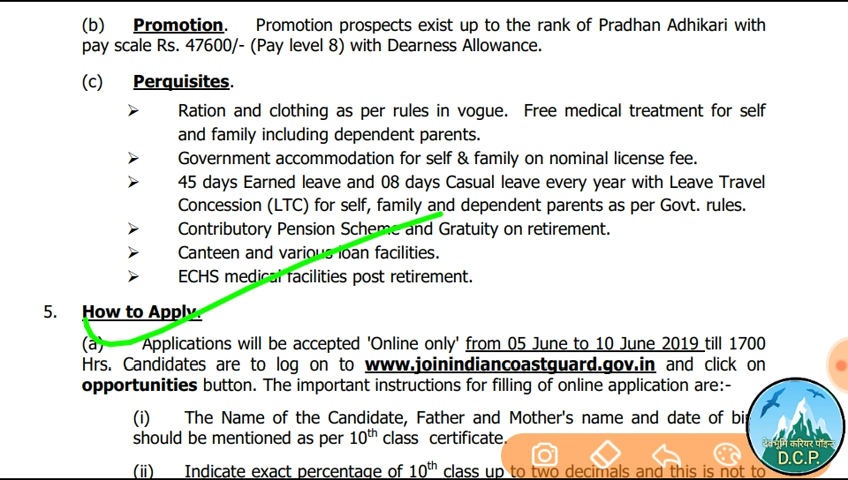 (b) Promotion. Promotion prospects exist up to the rank of Pradhan Adhikari with
pay scale Rs. 47600/- (Pay level 8) with Dearness Allowance.
(c) Perquisites.
➢ Ration and clothing as per rules in vogue. Free medical treatment for self
and family including dependent parents.
➢ Government accommodation for self & family on nominal license fee.
➢ 45 days Earned leave and 08 days Casual leave every year with Leave Travel
Concession (LTC) for self, family and dependent parents as per Govt. rules.
➢ Contributory Pension Scheme and Gratuity on retirement.
➢ Canteen and various loan facilities.
➢ ECHS medical facilities post retirement.
5. How to Apply.
(a) Applications will be accepted 'Online only' from 05 June to 10 June 2019 till 1700
Hrs. Candidates are to log on to www.joinindiancoastguard.gov.in and click on
opportunities button. The important instructions for filling of online application are:-
(i) The Name of the Candidate, Father and Mother's name and date of bi
should be mentioned as per 10th class certificate.
(ii) Indicate exact percentage of 10th class up to two decimals and this is not to
देवभूमि करियर पॉइन्ट
D.C.P.